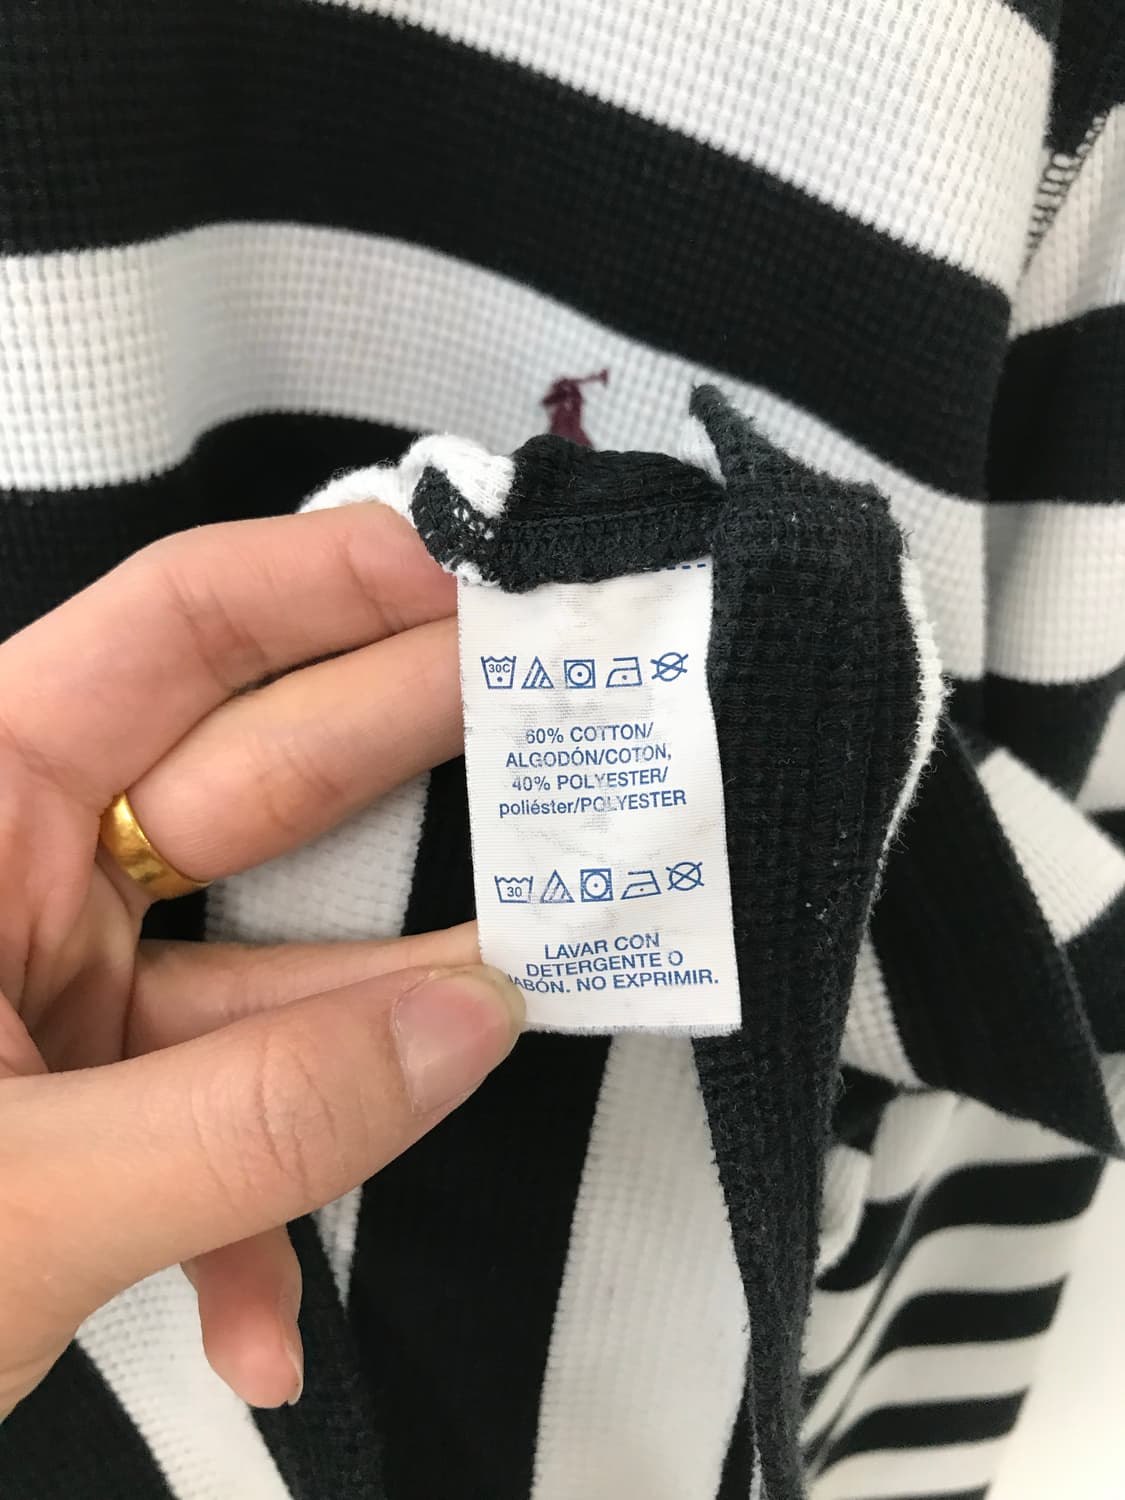 30C
60% COTTON/
ALGODÓN/COTON,
40% POLYESTER/
poliéster/POLYESTER
30
LAVAR CON
DETERGENTE O
JABÓN. NO EXPRIMIR.